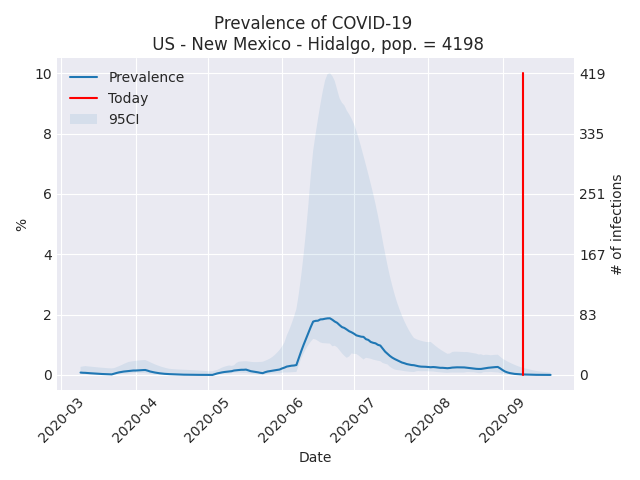 Prevalence of COVID-19
US - New Mexico - Hidalgo, pop. = 4198
Prevalence
Today
95CI
10
8
6
4
2
0
%
419
335
251
167
83
0
# of infections
2020-03
2020-04
2020-05
2020-06
2020-07
2020-08
2020-09
Date